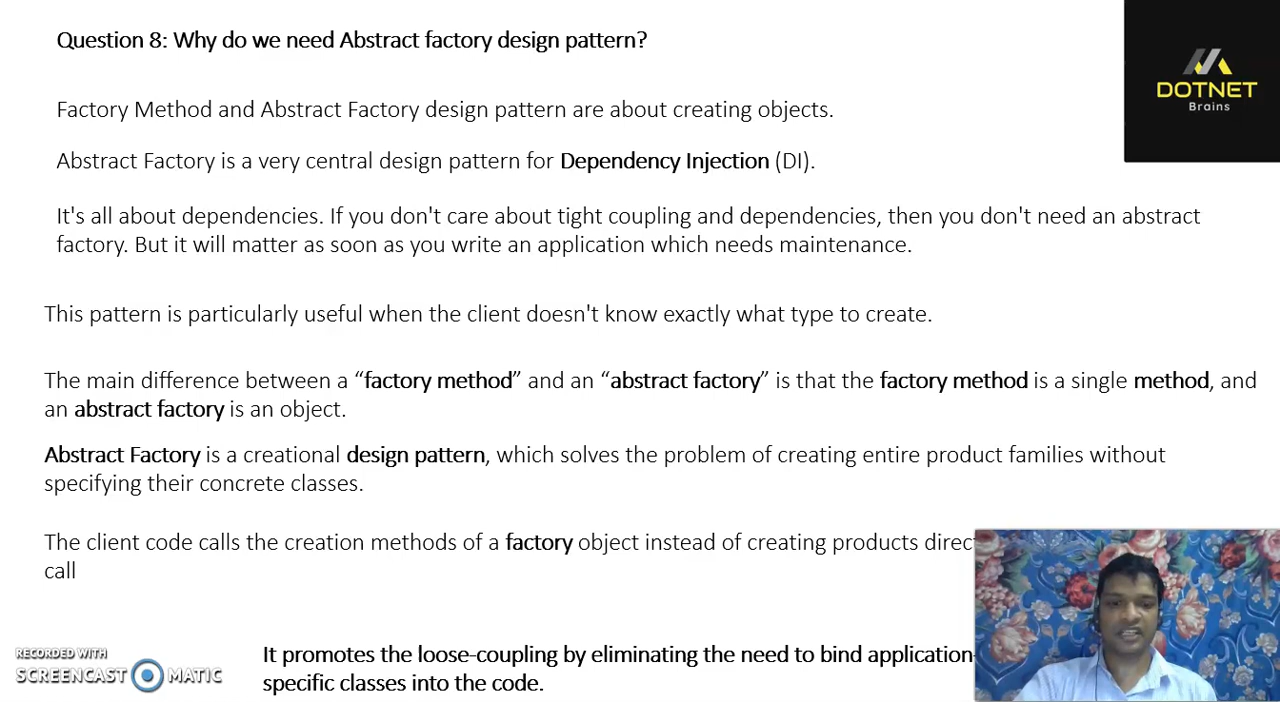 Question 8: Why do we need Abstract factory design pattern?
DOTNET
Brains
Factory Method and Abstract Factory design pattern are about creating objects.
Abstract Factory is a very central design pattern for Dependency Injection (DI).
It's all about dependencies. If you don't care about tight coupling and dependencies, then you don't need an abstract
factory. But it will matter as soon as you write an application which needs maintenance.
This pattern is particularly useful when the client doesn't know exactly what type to create.
The main difference between a “factory method” and an “abstract factory” is that the factory method is a single method, and
an abstract factory is an object.
Abstract Factory is a creational design pattern, which solves the problem of creating entire product families without
specifying their concrete classes.
The client code calls the creation methods of a factory object instead of creating products
call
RECORDED WITH
SCREENCAST MATIC
It promotes the loose-coupling by eliminating the need to bind application-
specific classes into the code.